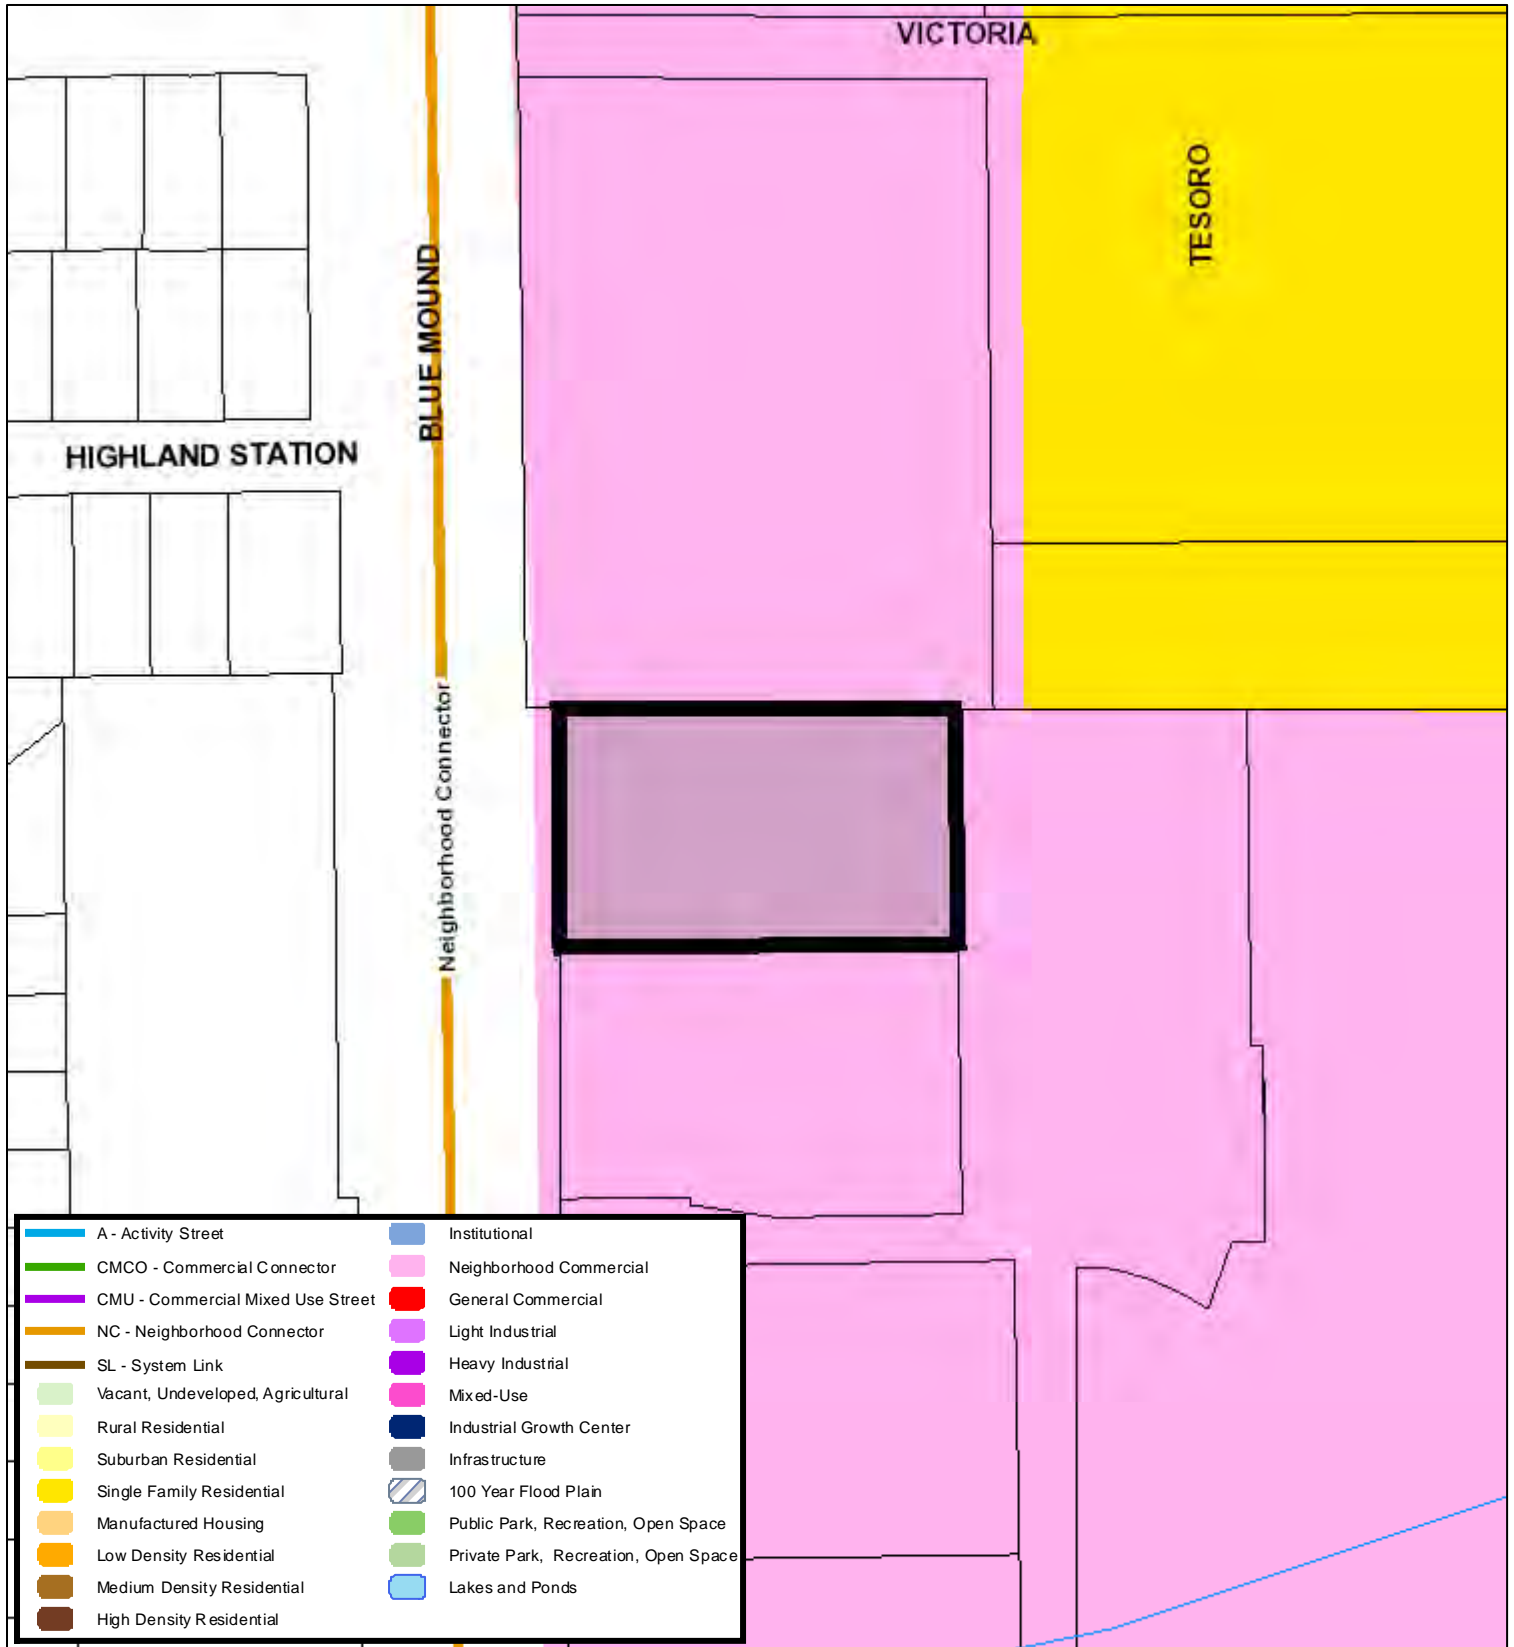 VICTORIA
TESORO
BLUE MOUND
HIGHLAND STATION
Neighborhood Connector
A - Activity Street
CMCO - Commercial Connector
CMU - Commercial Mixed Use Street
NC - Neighborhood Connector
SL - System Link
Vacant, Undeveloped, Agricultural
Rural Residential
Suburban Residential
Single Family Residential
Manufactured Housing
Low Density Residential
Medium Density Residential
High Density Residential
Institutional
Neighborhood Commercial
General Commercial
Light Industrial
Heavy Industrial
Mixed-Use
Industrial Growth Center
Infrastructure
100 Year Flood Plain
Public Park, Recreation, Open Space
Private Park, Recreation, Open Space
Lakes and Ponds